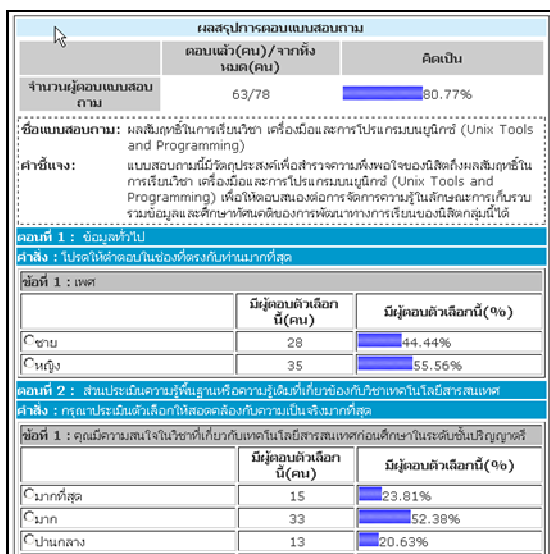 ผลสรุปการตอบแบบสอบถาม
ตอบแล้ว(คน)/จากทั้ง
หมด(คน)
คิดเป็น
จำนวนผู้ตอบแบบสอบ
ถาม
63/78
80.77%
ชื่อแบบสอบถาม: ผลสัมฤทธิ์ในการเรียนวิชา เครื่องมือและการโปรแกรมบนยูนิกซ์ (Unix Tools
and Programming)
คำชี้แจง: แบบสอบถามนี้มีวัตถุประสงค์เพื่อสำรวจความพึงพอใจของนิสิตถึงผลสัมฤทธิ์ใน
การเรียนวิชา เครื่องมือและการโปรแกรมบนยูนิกซ์ (Unix Tools and
Programming) เพื่อให้ตอบสนองต่อการจัดการความรู้ในลักษณะการเก็บรวบ
รวมข้อมูลและศึกษาทัศนคติของการพัฒนาทางการเรียนของนิสิตกลุ่มนี้ได้
ตอนที่ 1 : ข้อมูลทั่วไป
คำสั่ง : โปรดให้คำตอบในช่องที่ตรงกับท่านมากที่สุด
ข้อที่ 1 : เพศ
มีผู้ตอบตัวเลือก
นี้(คน)
มีผู้ตอบตัวเลือกนี้(%)
ชาย 28 44.44%
หญิง 35 55.56%
ตอนที่ 2 : ส่วนประเมินความรู้พื้นฐานหรือความรู้เดิมที่เกี่ยวข้องกับวิชาเทคโนโลยีสารสนเทศ
คำสั่ง : กรุณาประเมินตัวเลือกให้สอดคล้องกับความเป็นจริงมากที่สุด
ข้อที่ 1 : คุณมีความสนใจในวิชาที่เกี่ยวกับเทคโนโลยีสารสนเทศก่อนศึกษาในระดับชั้นปริญญาตรี
มีผู้ตอบตัวเลือก
นี้(คน)
มีผู้ตอบตัวเลือกนี้(%)
มากที่สุด 15 23.81%
มาก 33 52.38%
ปานกลาง 13 20.63%